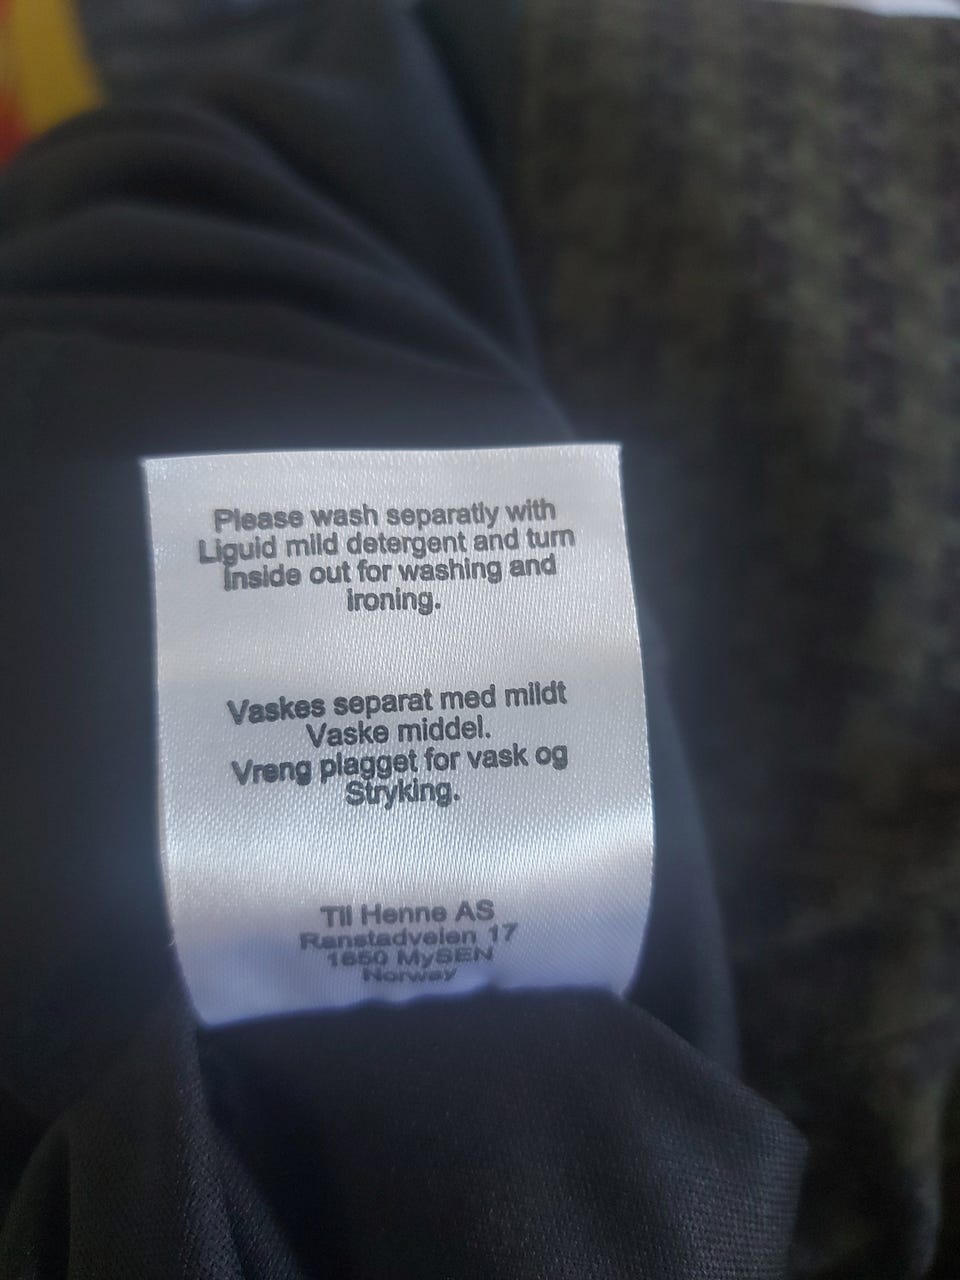 Please wash separatly with
Liguid mild detergent and turn
Inside out for washing and
ironing.
Vaskes separat med mildt
Vaske middel.
Vreng plagget for vask og
Stryking.
Til Henne AS
Ranstadveien 17
1850 MySEN
Norway